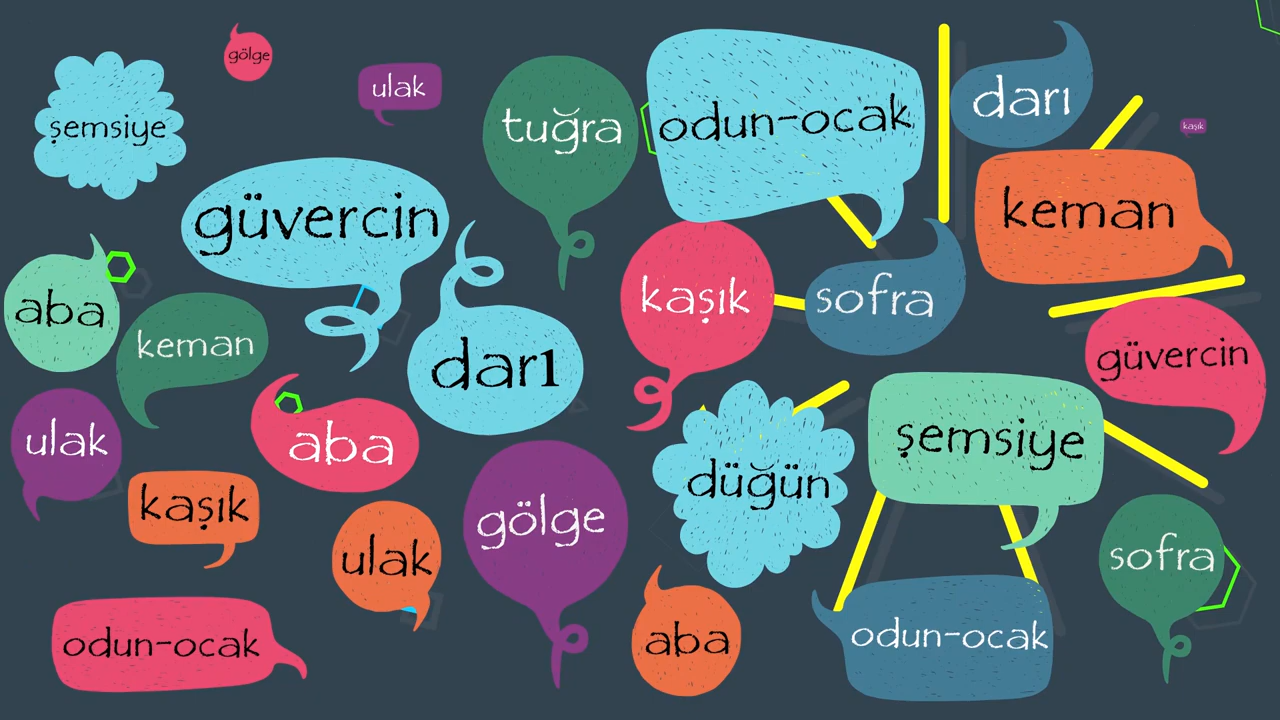 gölge
ulak
şemsiye
tuğra
odun-ocak
darı
kaşık
güvercin
keman
aba
keman
darı
kaşık
sofra
güvercin
ulak
aba
şemsiye
düğün
kaşık
gölge
ulak
sofra
odun-ocak
aba
odun-ocak